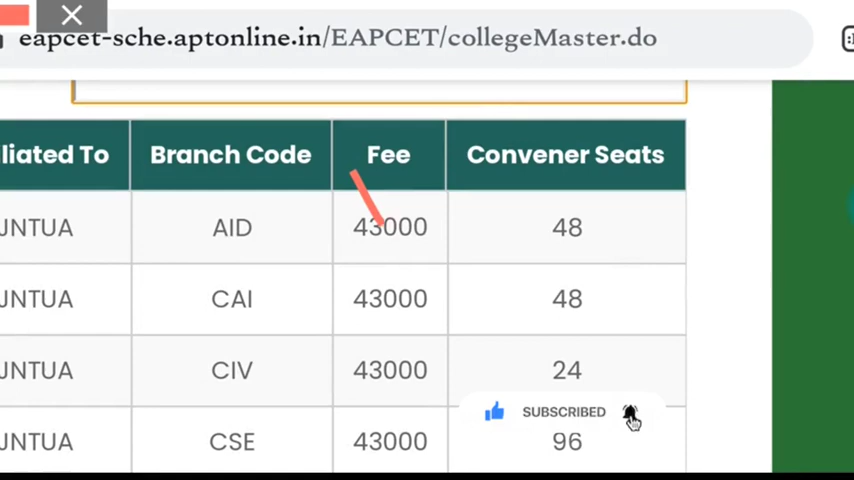 eapcet-sche.aptonline.in/EAPCET/collegeMaster.do
liated To Branch Code Fee Convener Seats
JNTUA AID 43000 48
JNTUA CAI 43000 48
JNTUA CIV 43000 24
SUBSCRIBED
JNTUA CSE 43000 96